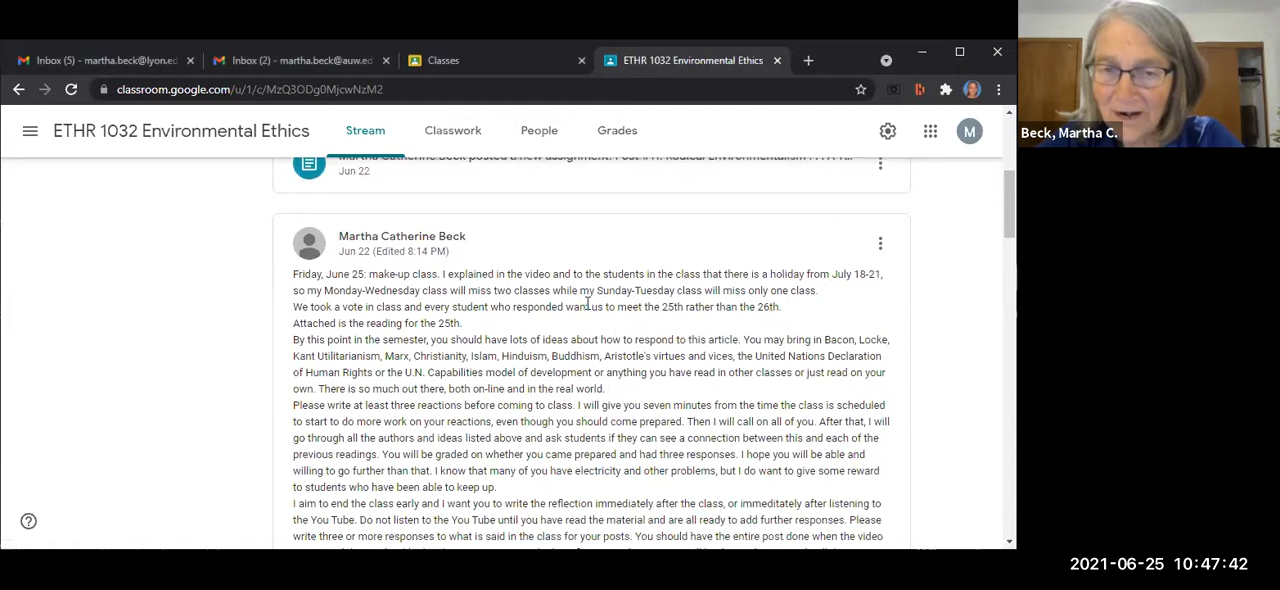 Inbox (5) - martha.beck@lyon.ed
Inbox (2) - martha.beck@auw.ed
Classes
ETHR 1032 Environmental Ethics
classroom.google.com/u/1/c/MzQ3ODg0MjcwNzM2
Beck, Martha C.
ETHR 1032 Environmental Ethics
Stream
Classwork
People
Grades
M
Martha Catherine Beck posted a new assignment: Post #11: Radical Environmentalism . . . A T...
Jun 22
Martha Catherine Beck
Jun 22 (Edited 8:14 PM)
Friday, June 25: make-up class. I explained in the video and to the students in the class that there is a holiday from July 18-21,
so my Monday-Wednesday class will miss two classes while my Sunday-Tuesday class will miss only one class.
We took a vote in class and every student who responded want us to meet the 25th rather than the 26th.
Attached is the reading for the 25th.
By this point in the semester, you should have lots of ideas about how to respond to this article. You may bring in Bacon, Locke,
Kant Utilitarianism, Marx, Christianity, Islam, Hinduism, Buddhism, Aristotle's virtues and vices, the United Nations Declaration
of Human Rights or the U.N. Capabilities model of development or anything you have read in other classes or just read on your
own. There is so much out there, both on-line and in the real world.
Please write at least three reactions before coming to class. I will give you seven minutes from the time the class is scheduled
to start to do more work on your reactions, even though you should come prepared. Then I will call on all of you. After that, I will
go through all the authors and ideas listed above and ask students if they can see a connection between this and each of the
previous readings. You will be graded on whether you came prepared and had three responses. I hope you will be able and
willing to go further than that. I know that many of you have electricity and other problems, but I do want to give some reward
to students who have been able to keep up.
I aim to end the class early and I want you to write the reflection immediately after the class, or immeditately after listening to
the You Tube. Do not listen to the You Tube until you have read the material and are all ready to add further responses. Please
write three or more responses to what is said in the class for your posts. You should have the entire post done when the video
2021-06-25 10:47:42